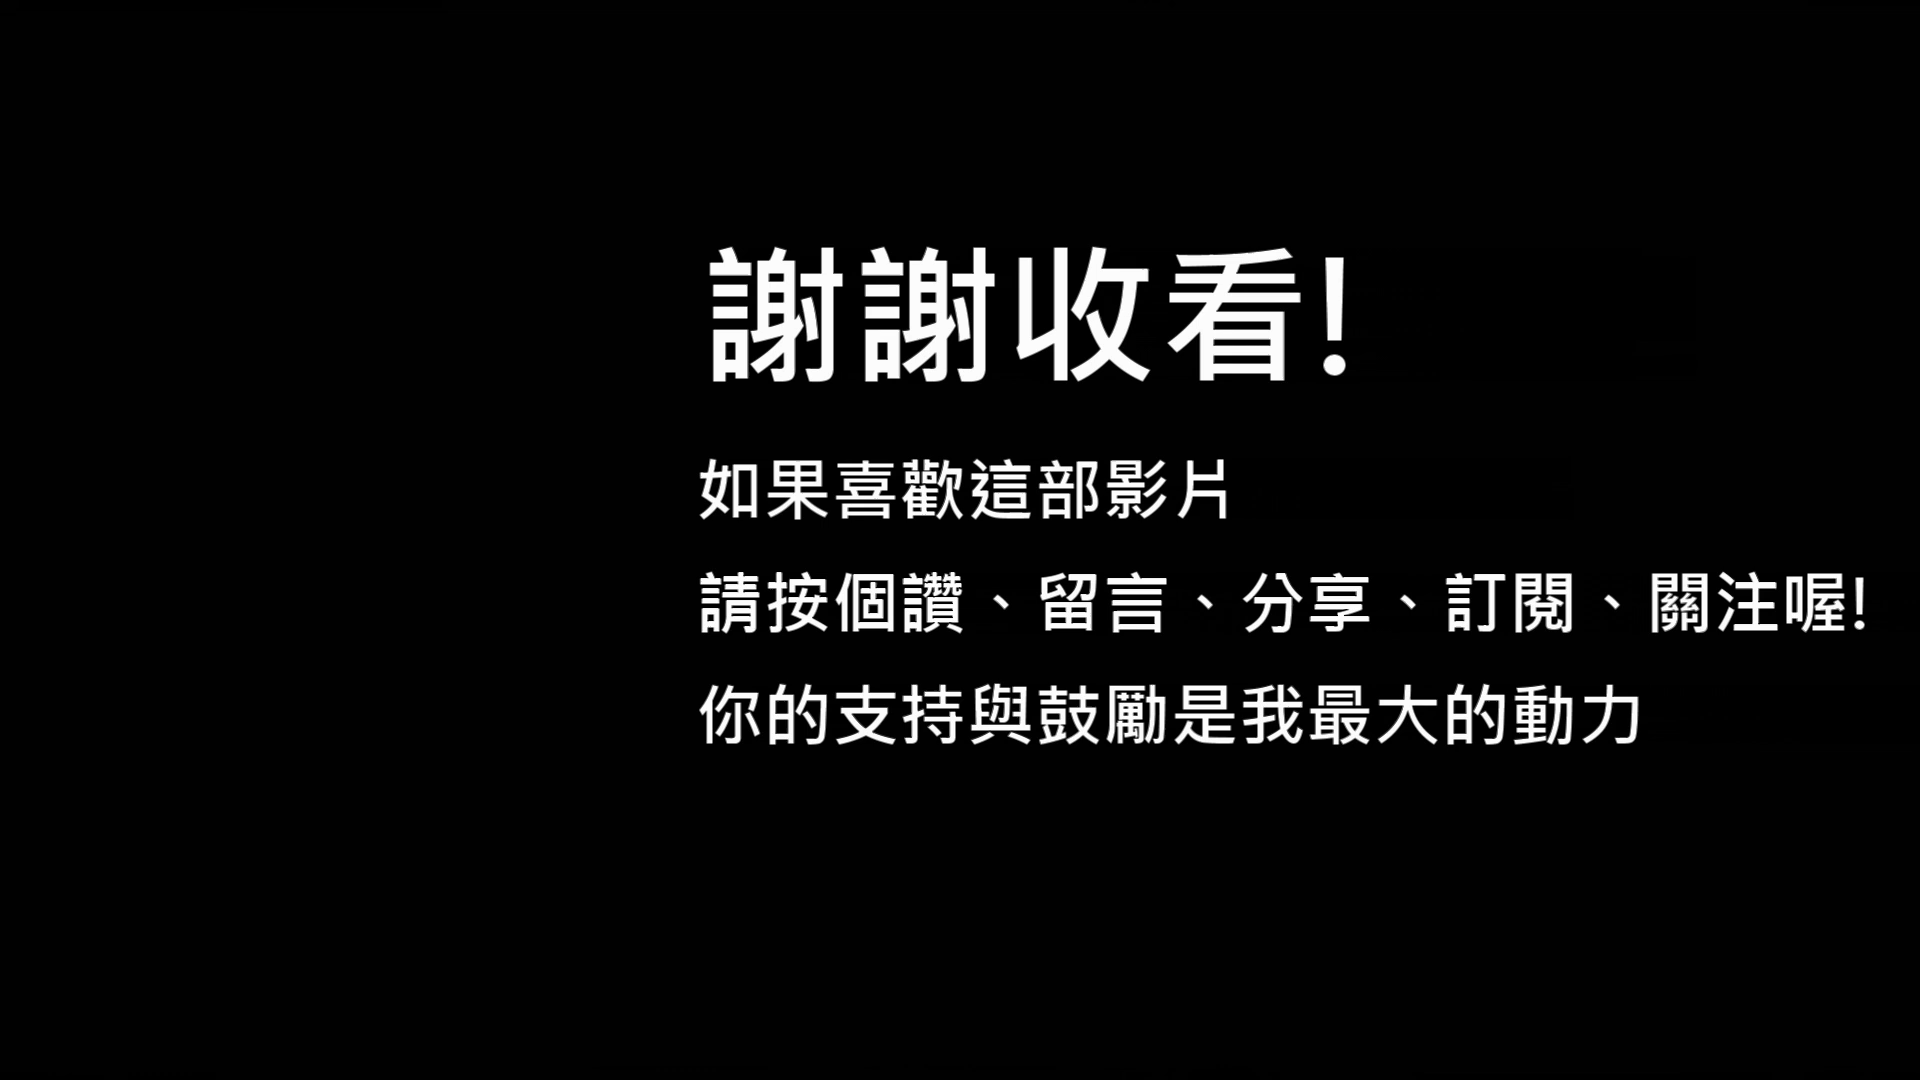 謝謝收看!
如果喜歡這部影片
請按個讚、留言、分享、訂閱、關注喔!
你的支持與鼓勵是我最大的動力